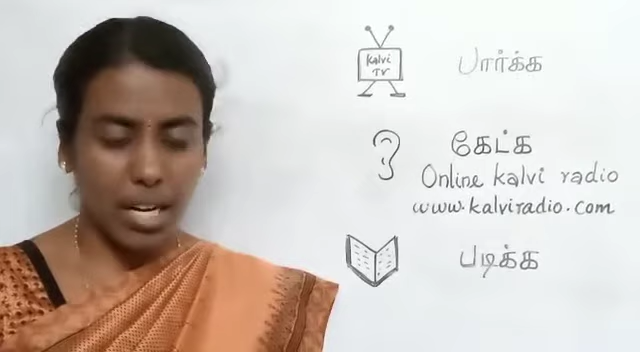 Kalvi
TV
பார்க்க
கேட்க
Online kalvi radio
www.kalviradio.com
படிக்க